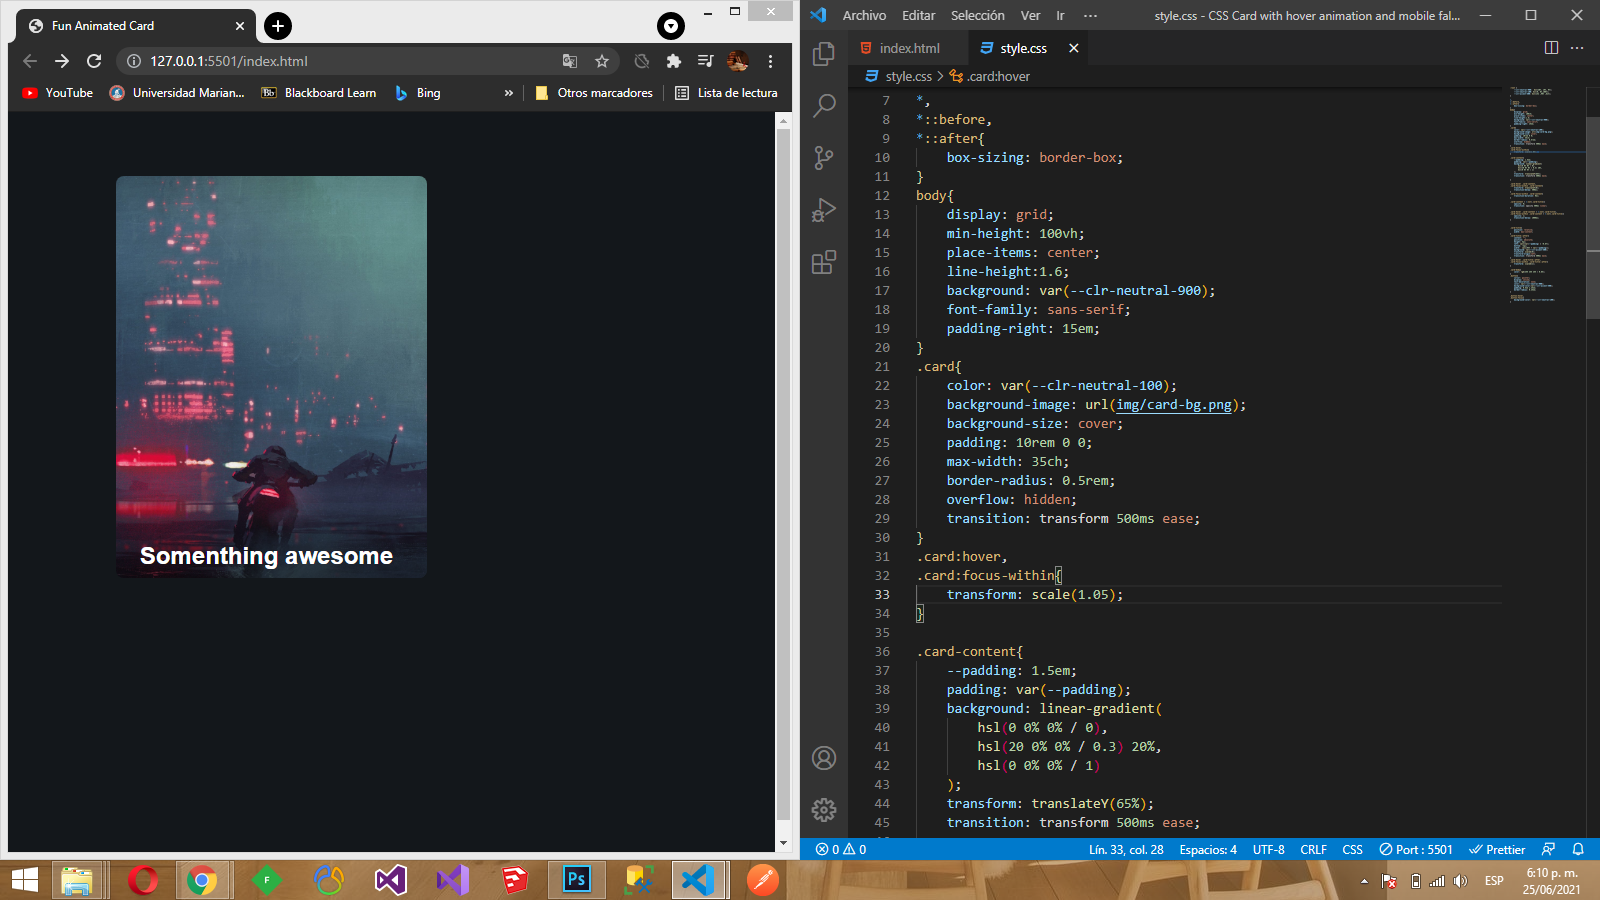 Fun Animated Card
127.0.0.1:5501/index.html
YouTube
Universidad Marian...
Bb
Blackboard Learn
Bing
»
Otros marcadores
Lista de lectura
Somenthing awesome
Archivo Editar Selección Ver Ir ···
style.css - CSS Card with hover animation and mobile fal...
index.html
style.css
style.css > .card:hover
7 *,
8 *::before,
9 *::after{
10 box-sizing: border-box;
11 }
12 body{
13 display: grid;
14 min-height: 100vh;
15 place-items: center;
16 line-height:1.6;
17 background: var(--clr-neutral-900);
18 font-family: sans-serif;
19 padding-right: 15em;
20 }
21 .card{
22 color: var(--clr-neutral-100);
23 background-image: url(img/card-bg.png);
24 background-size: cover;
25 padding: 10rem 0 0;
26 max-width: 35ch;
27 border-radius: 0.5rem;
28 overflow: hidden;
29 transition: transform 500ms ease;
30 }
31 .card:hover,
32 .card:focus-within{
33 transform: scale(1.05);
34 }
35
36 .card-content{
37 --padding: 1.5em;
38 padding: var(--padding);
39 background: linear-gradient(
40 hsl(0 0% 0% / 0),
41 hsl(20 0% 0% / 0.3) 20%,
42 hsl(0 0% 0% / 1)
43 );
44 transform: translateY(65%);
45 transition: transform 500ms ease;
0 0
Lín. 33, col. 28
Espacios: 4
UTF-8
CRLF
CSS
Port : 5501
Prettier
F
Ps
ESP
6:10 p. m.
25/06/2021